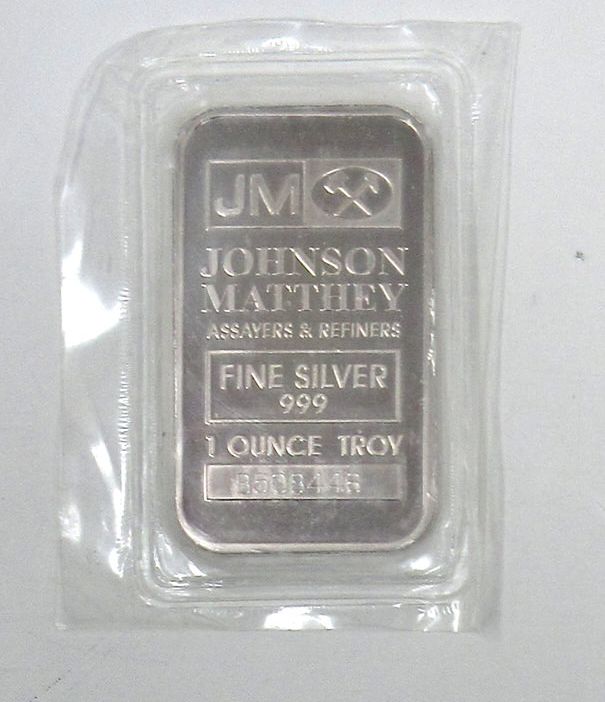 JM
JOHNSON
MATTHEY
ASSAYERS & REFINERS
FINE SILVER
999
1 OUNCE TROY